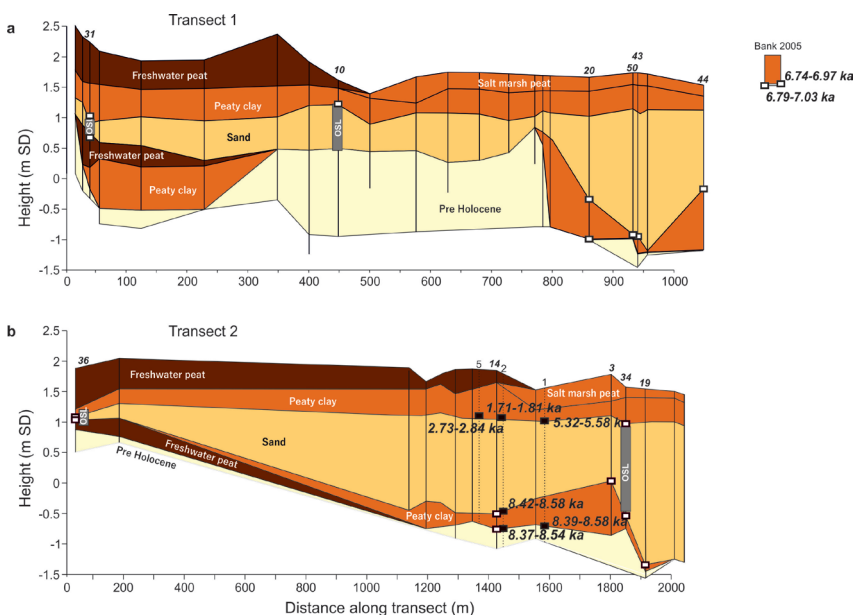 a
Transect 1
Bank 2005
6.74-6.97 ka
6.79-7.03 ka
Height (m SD)
2.5
2
1.5
1
0.5
0
-0.5
-1
-1.5
31
10
20
50
43
44
Freshwater peat
Peaty clay
OSL
Sand
Freshwater peat
Peaty clay
OSL
Salt marsh peat
Pre Holocene
0 100 200 300 400 500 600 700 800 900 1000
b
Transect 2
Height (m SD)
2.5
2
1.5
1
0.5
0
-0.5
-1
-1.5
36
5
14
2
1
3
34
19
Freshwater peat
Salt marsh peat
Peaty clay
OSL
1.71-1.81 ka
2.73-2.84 ka
5.32-5.58 ka
Sand
Freshwater peat
Pre Holocene
OSL
8.42-8.58 ka
Peaty clay
8.39-8.58 ka
8.37-8.54 ka
0 200 400 600 800 1000 1200 1400 1600 1800 2000
Distance along transect (m)